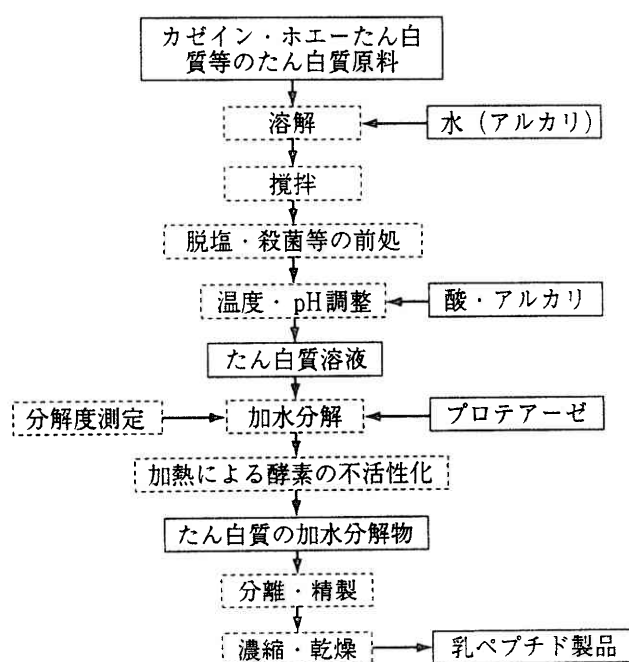 カゼイン・ホエーたん白
質等のたん白質原料
溶解
水（アルカリ）
撹拌
脱塩・殺菌等の前処
温度・pH調整
酸・アルカリ
たん白質溶液
分解度測定
加水分解
プロテアーゼ
加熱による酵素の不活性化
たん白質の加水分解物
分離・精製
濃縮・乾燥
乳ペプチド製品